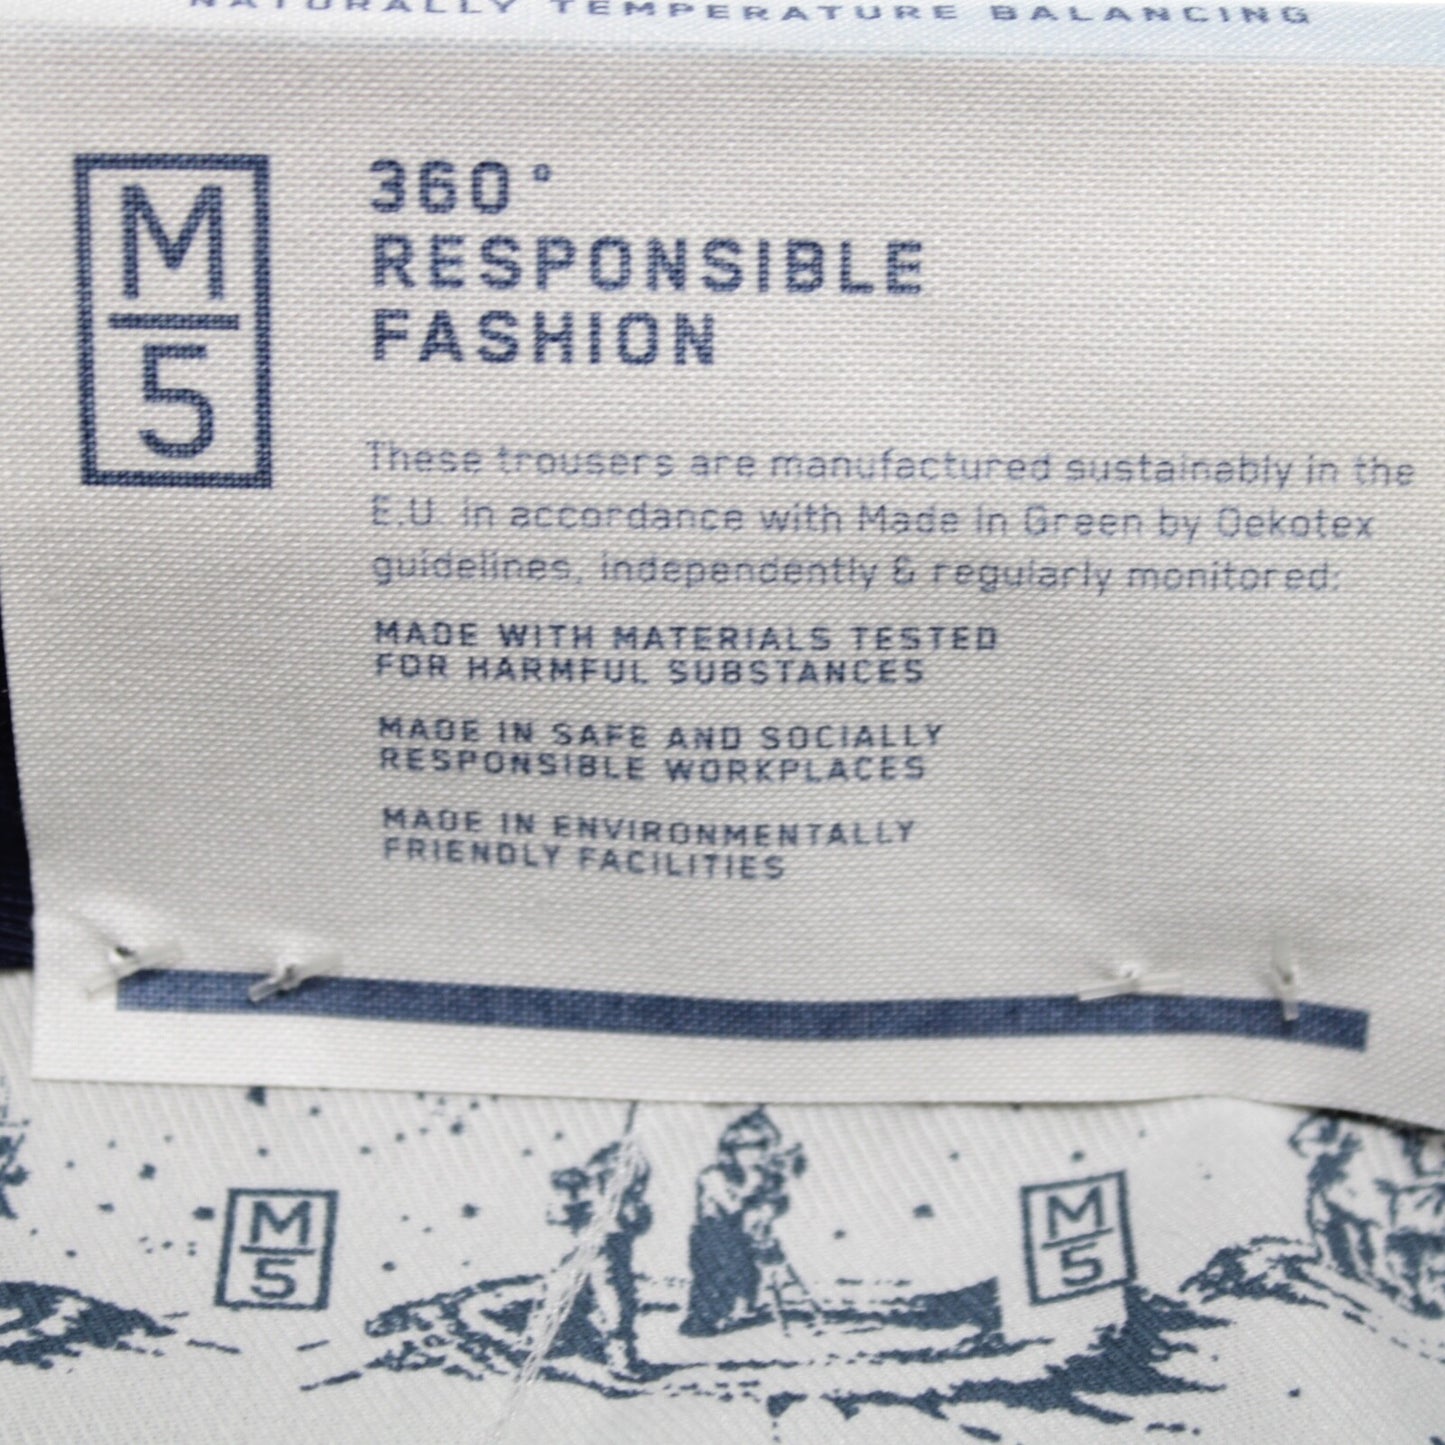 NATURALLY TEMPERATURE BALANCING
M
5
360°
RESPONSIBLE
FASHION
These trousers are manufactured sustainably in the
E.U. in accordance with Made in Green by Oekotex
guidelines, independently & regularly monitored:
MADE WITH MATERIALS TESTED
FOR HARMFUL SUBSTANCES
MADE IN SAFE AND SOCIALLY
RESPONSIBLE WORKPLACES
MADE IN ENVIRONMENTALLY
FRIENDLY FACILITIES
M
5
M
5